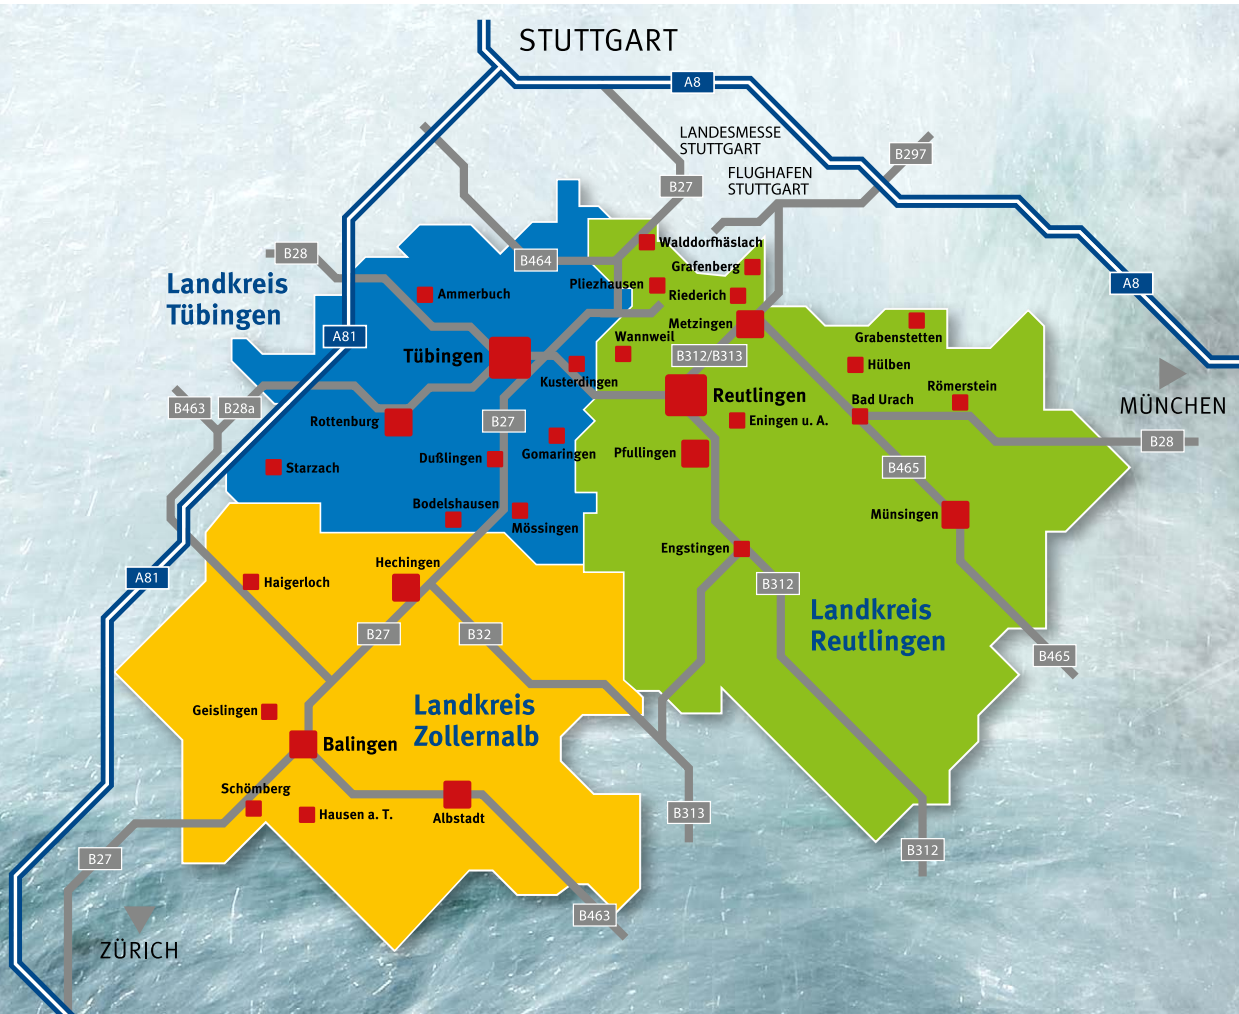 STUTTGART
A8
LANDESMESSE
STUTTGART
B297
FLUGHAFEN
STUTTGART
B27
Walddorfhäslach
B28
B464
Grafenberg
Landkreis
Tübingen
Pliezhausen
A8
Ammerbuch
Riederich
Metzingen
Grabenstetten
A81
Wannweil
Tübingen
B312/B313
Hülben
Kusterdingen
Römerstein
Reutlingen
Bad Urach
MÜNCHEN
B463
B28a
Rottenburg
B27
Eningen u. A.
B28
Gomaringen
Pfullingen
Dußlingen
Starzach
B465
Bodelshausen
Münsingen
Mössingen
Engstingen
Hechingen
A81
Haigerloch
B312
Landkreis
Reutlingen
B27
B32
B465
Geislingen
Landkreis
Zollernalb
Balingen
Schömberg
Hausen a. T.
Albstadt
B313
B27
B312
B463
ZÜRICH